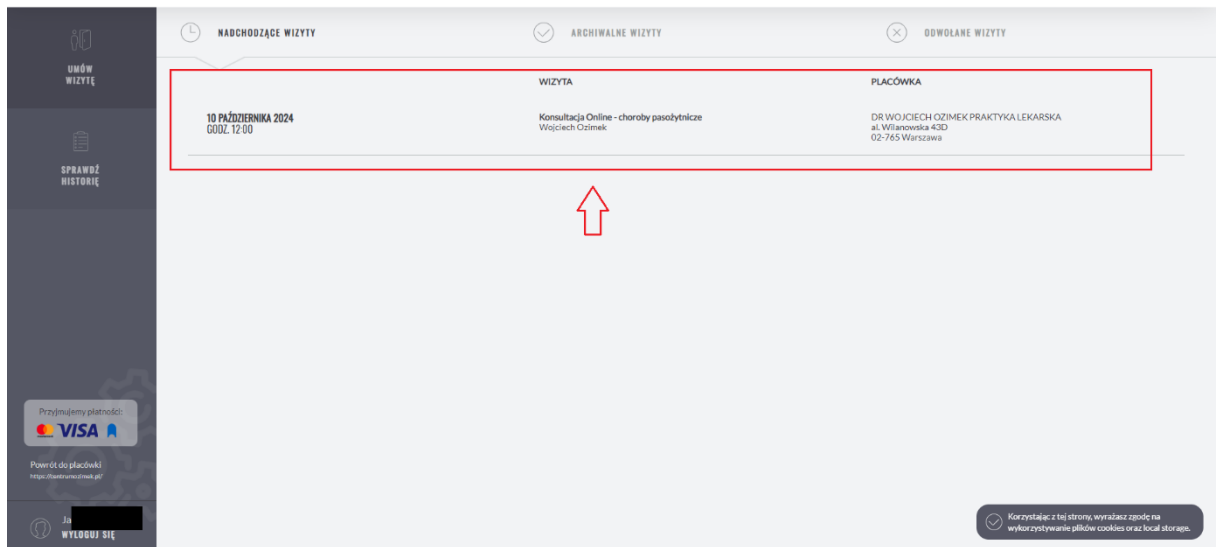 UMÓW
WIZYTĘ
SPRAWDŹ
HISTORIĘ
NADCHODZĄCE WIZYTY
ARCHIWALNE WIZYTY
ODWOŁANE WIZYTY
WIZYTA
PLACÓWKA
10 PAŹDZIERNIKA 2024
GODZ. 12:00
Konsultacja Online - choroby pasożytnicze
Wojciech Ozimek
DR WOJCIECH OZIMEK PRAKTYKA LEKARSKA
al. Wilanowska 43D
02-765 Warszawa
Przyjmujemy płatności:
VISA
Powrót do placówki
Ja
WYLOGUJ SIĘ
Korzystając z tej strony, wyrażasz zgodę na
wykorzystywanie plików cookies oraz local storage.